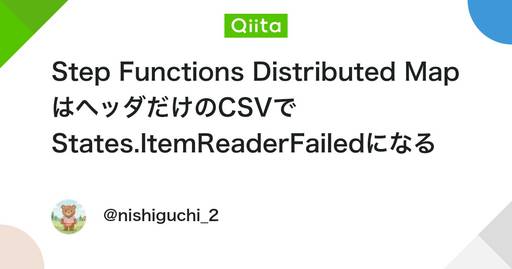 Qiita
Step Functions Distributed Map
はヘッダだけのCSVで
States.ItemReaderFailedになる
@nishiguchi_2